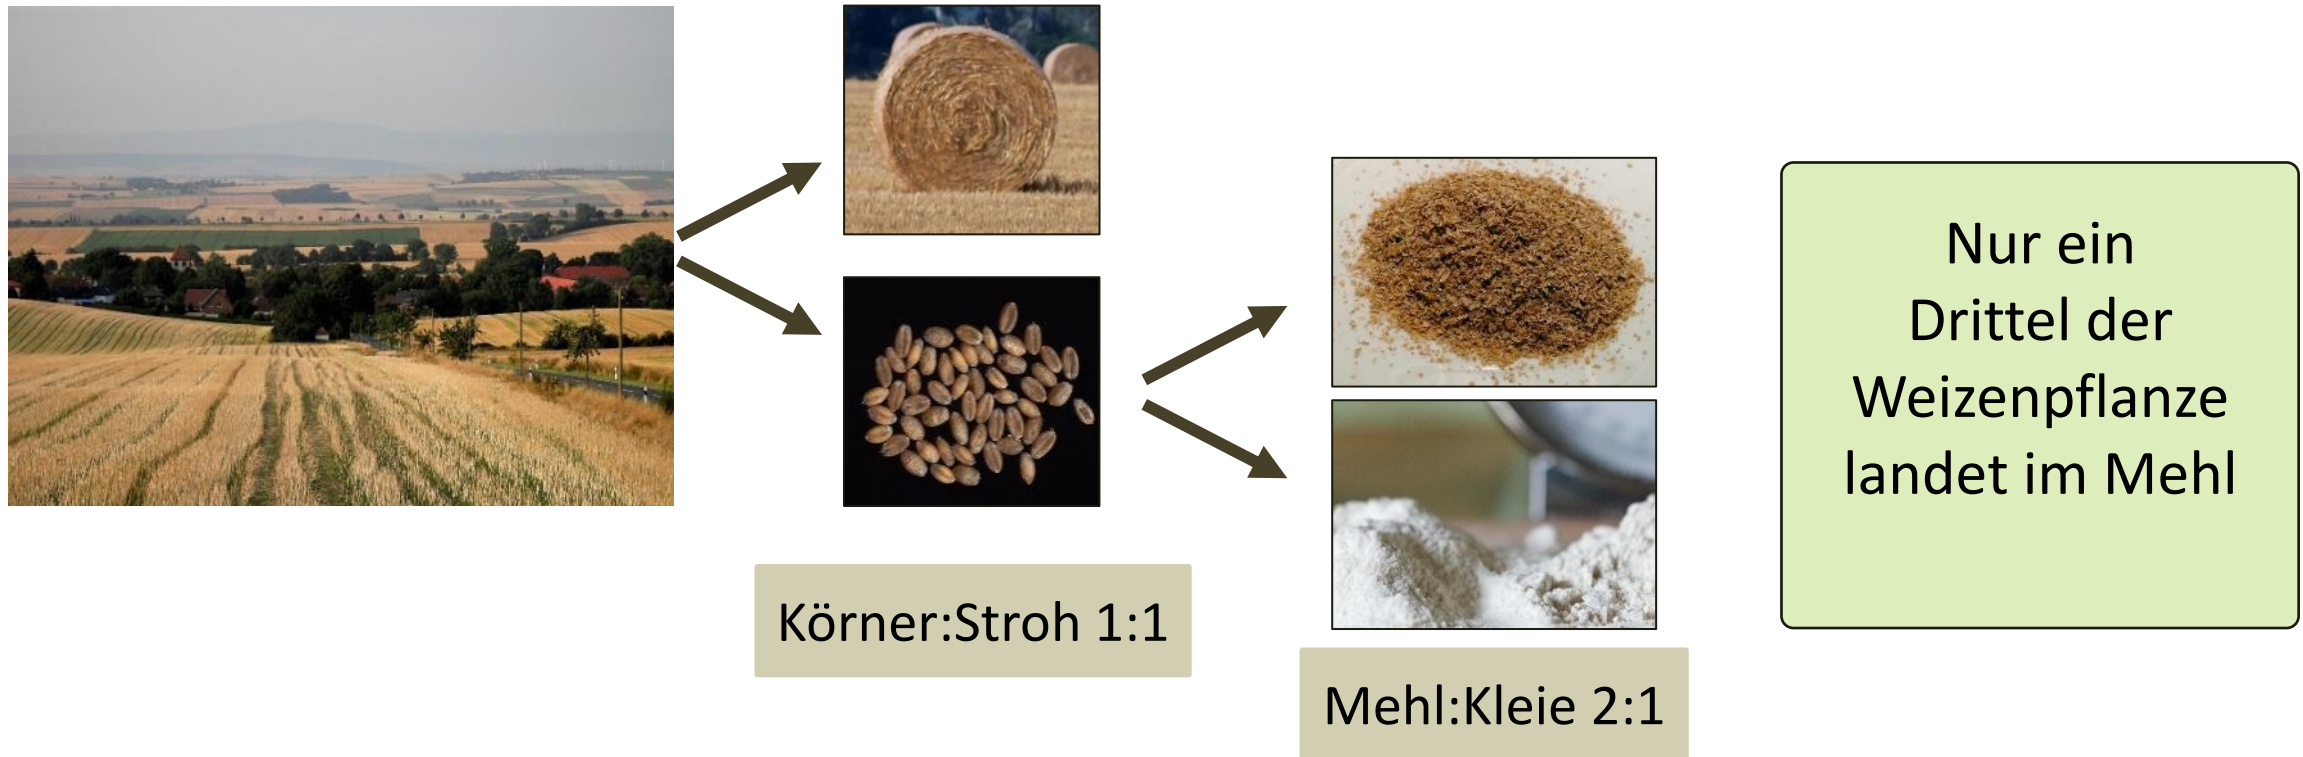 Körner:Stroh 1:1
Mehl:Kleie 2:1
Nur ein
Drittel der
Weizenpflanze
landet im Mehl